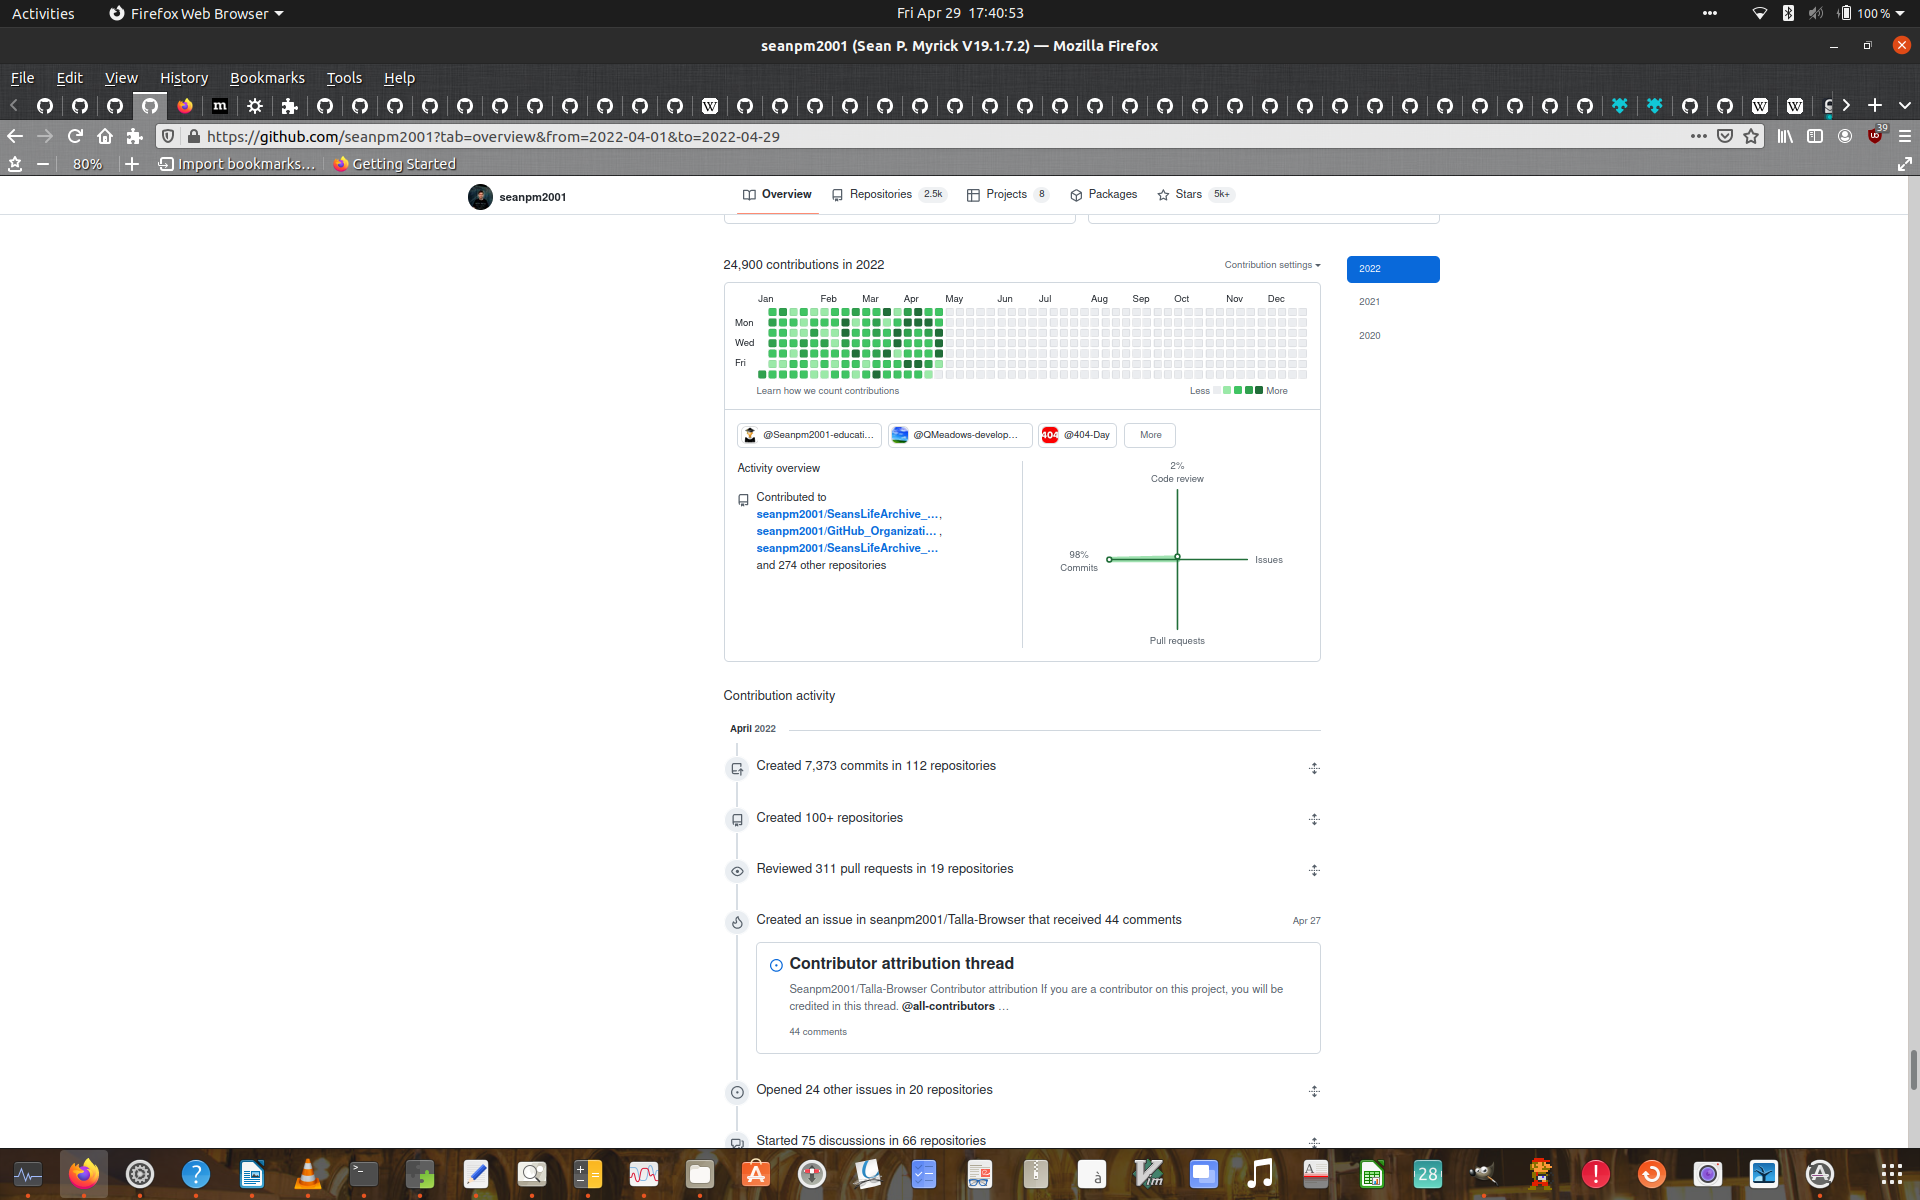 Activities
Firefox Web Browser
Fri Apr 29 17:40:53
100 %
seanpm2001 (Sean P. Myrick V19.1.7.2) — Mozilla Firefox
File Edit View History Bookmarks Tools Help
https://github.com/seanpm2001?tab=overview&from=2022-04-01&to=2022-04-29
39
80%
Import bookmarks…
Getting Started
seanpm2001
Overview
Repositories 2.5k
Projects 8
Packages
Stars 5k+
24,900 contributions in 2022
Contribution settings
2022
2021
2020
Jan Feb Mar Apr May Jun Jul Aug Sep Oct Nov Dec
Mon
Wed
Fri
Learn how we count contributions
Less More
@Seanpm2001-educati…
@QMeadows-develop…
404 @404-Day
More
Activity overview
Contributed to
seanpm2001/SeansLifeArchive_…,
seanpm2001/GitHub_Organizati… ,
seanpm2001/SeansLifeArchive_…
and 274 other repositories
2%
Code review
98%
Commits
Issues
Pull requests
Contribution activity
April 2022
Created 7,373 commits in 112 repositories
Created 100+ repositories
Reviewed 311 pull requests in 19 repositories
Created an issue in seanpm2001/Talla-Browser that received 44 comments
Apr 27
Contributor attribution thread
Seanpm2001/Talla-Browser Contributor attribution If you are a contributor on this project, you will be
credited in this thread. @all-contributors …
44 comments
Opened 24 other issues in 20 repositories
Started 75 discussions in 66 repositories
28